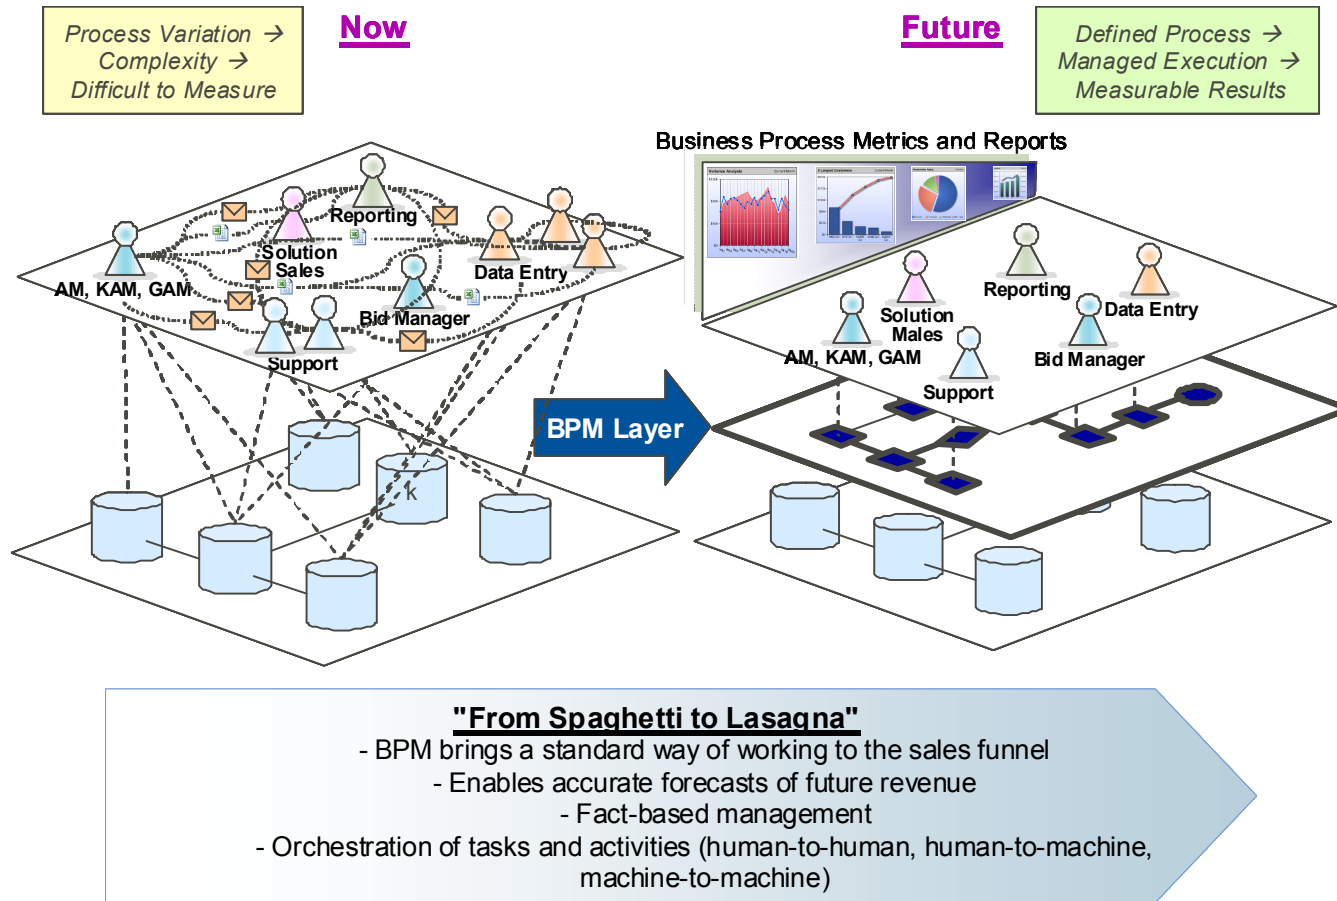 Process Variation →
Complexity →
Difficult to Measure
Now
Future
Defined Process →
Managed Execution →
Measurable Results
Business Process Metrics and Reports
Reporting
Solution
Sales
Data Entry
AM, KAM, GAM
Bid Manager
Support
k
BPM Layer
Reporting
Data Entry
Solution
Males
AM, KAM, GAM
Bid Manager
Support
"From Spaghetti to Lasagna"
- BPM brings a standard way of working to the sales funnel
- Enables accurate forecasts of future revenue
- Fact-based management
- Orchestration of tasks and activities (human-to-human, human-to-machine,
machine-to-machine)